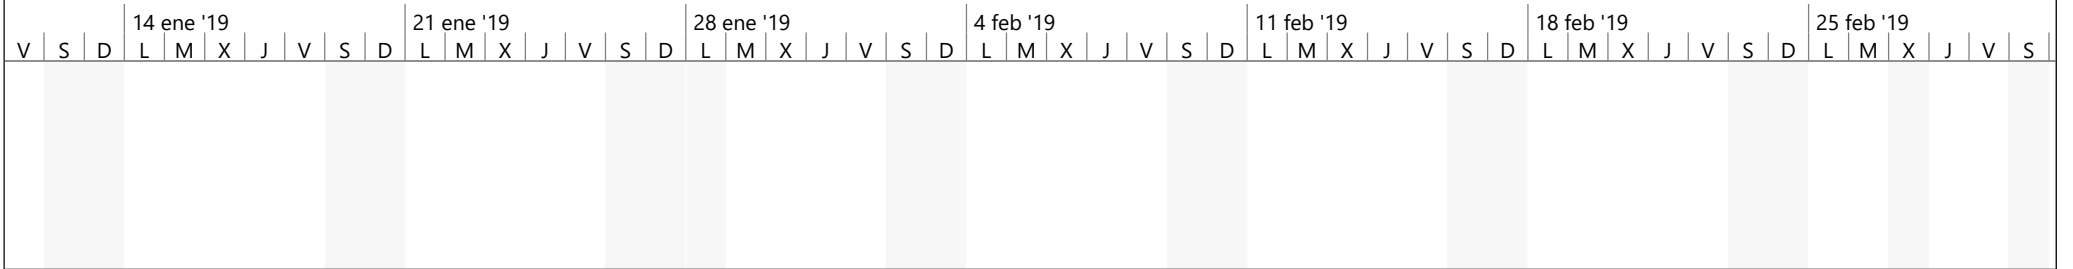 14 ene '19 21 ene '19 28 ene '19 4 feb '19 11 feb '19 18 feb '19 25 feb '19
V S D L M X J V S D L M X J V S D L M X J V S D L M X J V S D L M X J V S D L M X J V S D L M X J V S